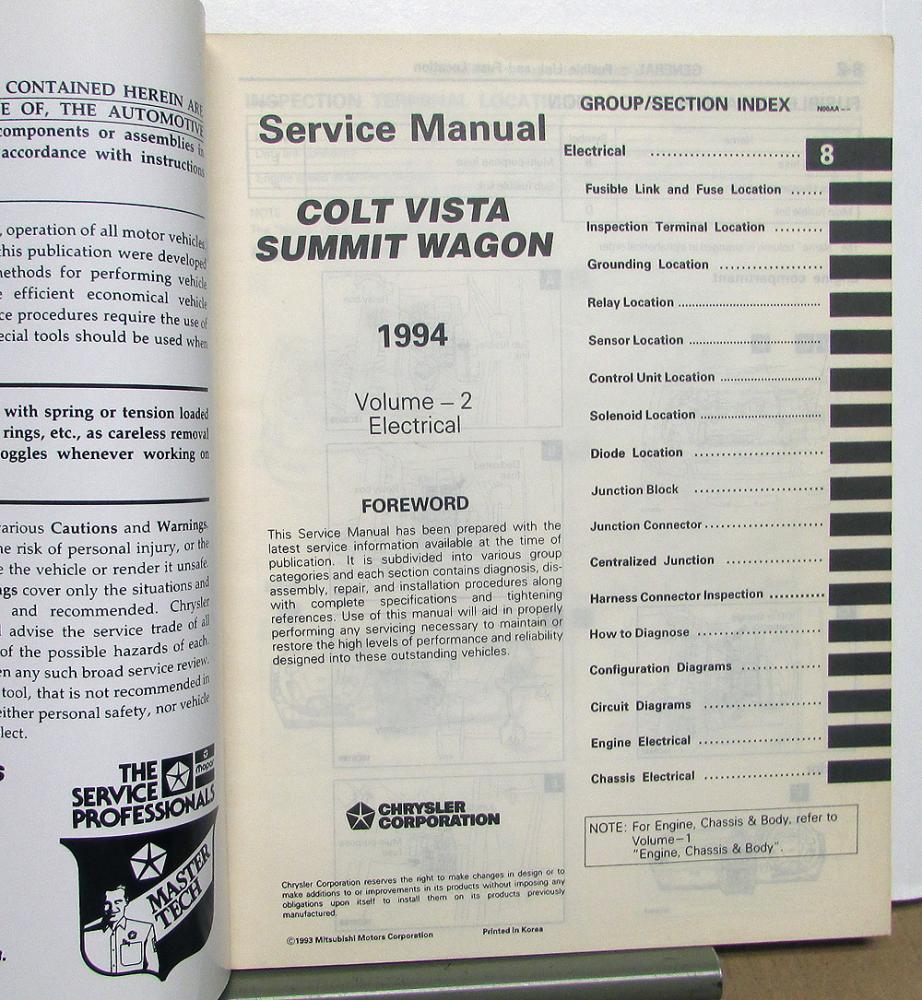 CONTAINED HEREIN ARE
E OF, THE AUTOMOTIVE
components or assemblies in
accordance with instructions
, operation of all motor vehicles,
this publication were developed
methods for performing vehicle
efficient economical vehicle
ce procedures require the use of
ecial tools should be used when
with spring or tension loaded
rings, etc., as careless removal
oggles whenever working on
various Cautions and Warnings.
he risk of personal injury, or the
e the vehicle or render it unsafe.
ngs cover only the situations and
and recommended. Chrysler
advise the service trade of all
of the possible hazards of each.
en any such broad service review.
tool, that is not recommended in
either personal safety, nor vehicle
lect.
THE
SERVICE
PROFESSIONALS
mopar
MASTER
TECH
Service Manual
COLT VISTA
SUMMIT WAGON
1994
Volume – 2
Electrical
FOREWORD
This Service Manual has been prepared with the
latest service information available at the time of
publication. It is subdivided into various group
categories and each section contains diagnosis, dis-
assembly, repair, and installation procedures along
with complete specifications and tightening
references. Use of this manual will aid in properly
performing any servicing necessary to maintain or
restore the high levels of performance and reliability
designed into these outstanding vehicles.
CHRYSLER
CORPORATION
Chrysler Corporation reserves the right to make changes in design or to
make additions to or improvements in its products without imposing any
obligations upon itself to install them on its products previously
manufactured.
©1993 Mitsubishi Motors Corporation Printed in Korea
GROUP/SECTION INDEX N00AA--
Electrical .......................... 8
Fusible Link and Fuse Location ......
Inspection Terminal Location .........
Grounding Location ...................
Relay Location ...............................
Sensor Location .............................
Control Unit Location ......................
Solenoid Location ..........................
Diode Location .......................
Junction Block .......................
Junction Connector .....................
Centralized Junction ...................
Harness Connector Inspection ..........
How to Diagnose .....................
Configuration Diagrams ..............
Circuit Diagrams .....................
Engine Electrical .....................
Chassis Electrical ....................
NOTE: For Engine, Chassis & Body, refer to
Volume–1
"Engine, Chassis & Body".